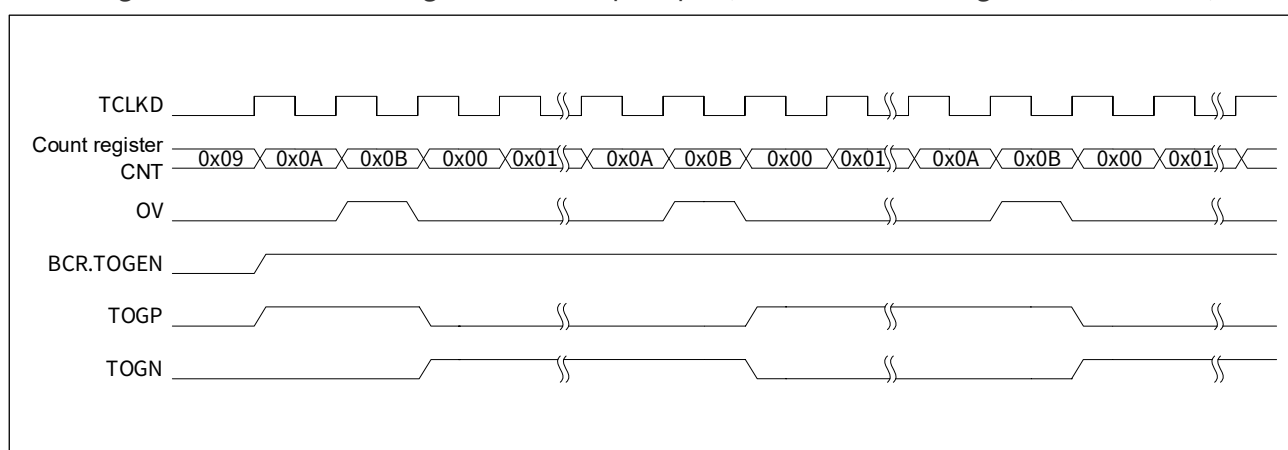 TCLKD
Count register
CNT
0x09 0x0A 0x0B 0x00 0x01 0x0A 0x0B 0x00 0x01 0x0A 0x0B 0x00 0x01
OV
BCR.TOGEN
TOGP
TOGN